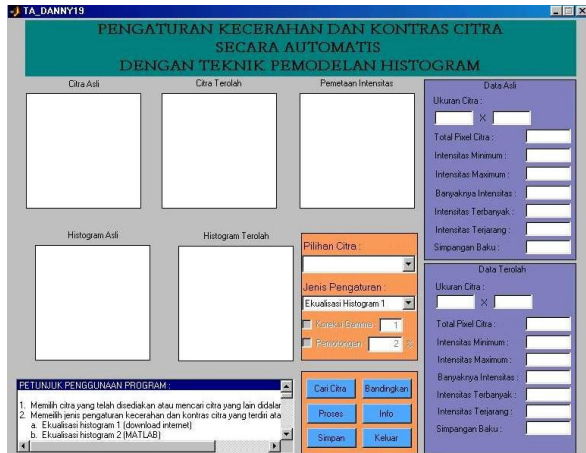 TA_DANNY19
PENGATURAN KECERAHAN DAN KONTRAS CITRA
SECARA AUTOMATIS
DENGAN TEKNIK PEMODELAN HISTOGRAM
Citra Asli
Citra Terolah
Pemetaan Intensitas
Histogram Asli
Histogram Terolah
Pilihan Citra :
Jenis Pengaturan :
Ekualisasi Histogram 1
Koreksi Gamma : 1
Pemotongan : 2 %
Data Asli
Ukuran Citra :
X
Total Pixel Citra :
Intensitas Minimum :
Intensitas Maximum :
Banyaknya Intensitas :
Intensitas Terbanyak :
Intensitas Terjarang :
Simpangan Baku :
Data Terolah
Ukuran Citra :
X
Total Pixel Citra :
Intensitas Minimum :
Intensitas Maximum :
Banyaknya Intensitas :
Intensitas Terbanyak :
Intensitas Terjarang :
Simpangan Baku :
PETUNJUK PENGGUNAAN PROGRAM :
1. Memilih citra yang telah disediakan atau mencari citra yang lain didalar
2. Memeilih jenis pengaturan kecerahan dan kontras citra yang terdiri ata
a. Ekualisasi histogram 1 (download internet)
b. Ekualisasi histogram 2 (MATLAB)
Cari Citra
Bandingkan
Proses
Info
Simpan
Keluar